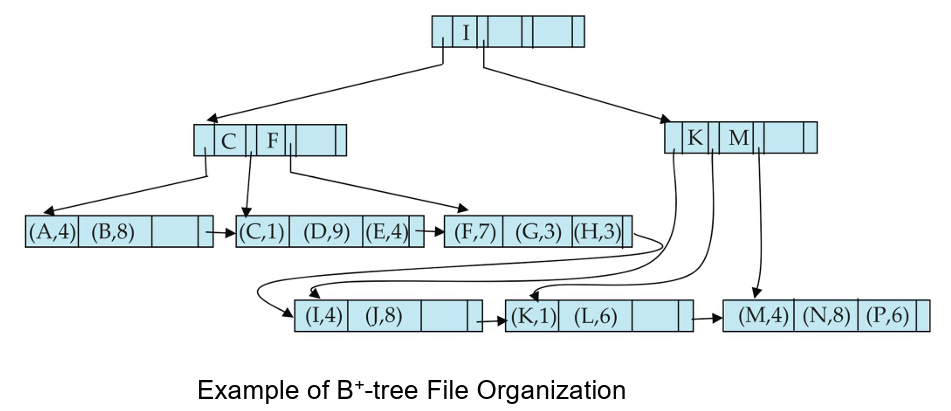 I
C F
K M
(A,4) (B,8) (C,1) (D,9) (E,4) (F,7) (G,3) (H,3)
(I,4) (J,8) (K,1) (L,6) (M,4) (N,8) (P,6)
Example of B⁺-tree File Organization